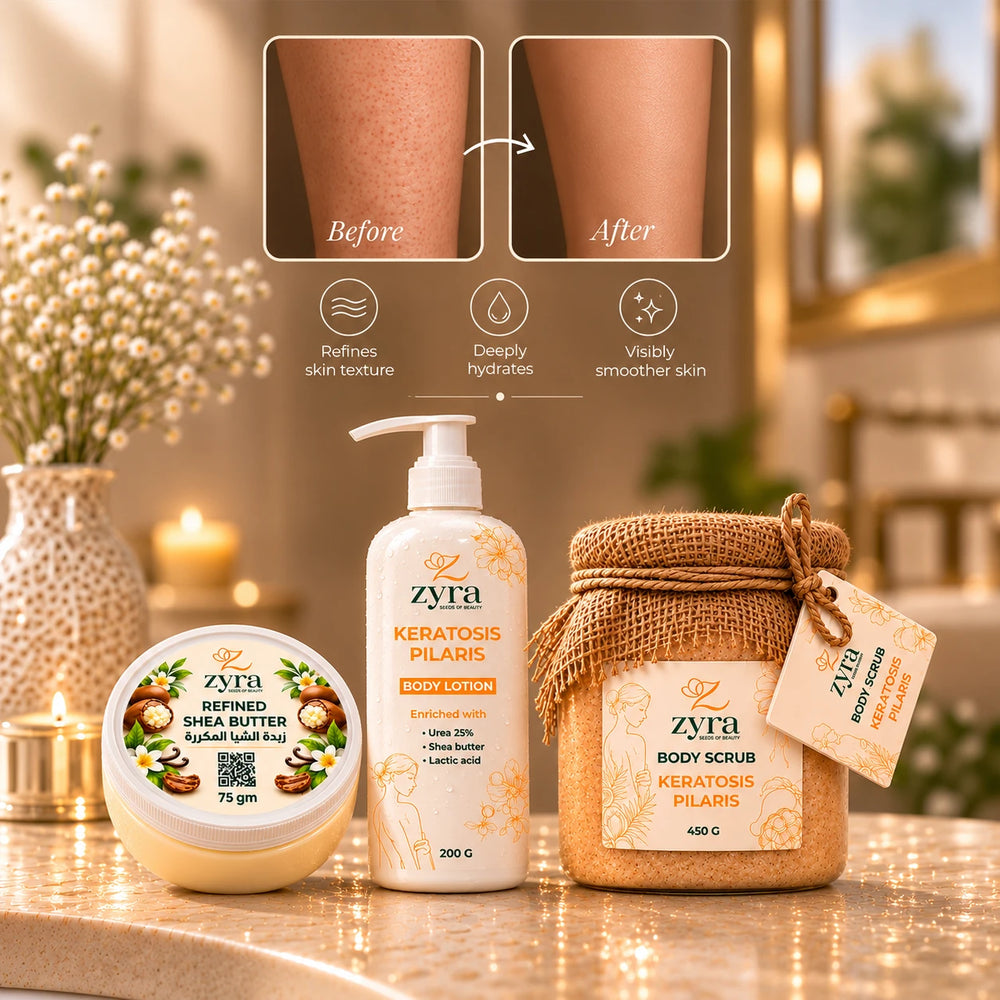 Before
After
Refines
skin texture
Deeply
hydrates
Visibly
smoother skin
zyra
SEEDS OF BEAUTY
REFINED
SHEA BUTTER
زبدة الشيا المكررة
75 gm
zyra
SEEDS OF BEAUTY
KERATOSIS
PILARIS
BODY LOTION
Enriched with
• Urea 25%
• Shea butter
• Lactic acid
200 G
zyra
SEEDS OF BEAUTY
BODY SCRUB
KERATOSIS
PILARIS
450 G
zyra
BODY SCRUB
KERATOSIS
PILARIS